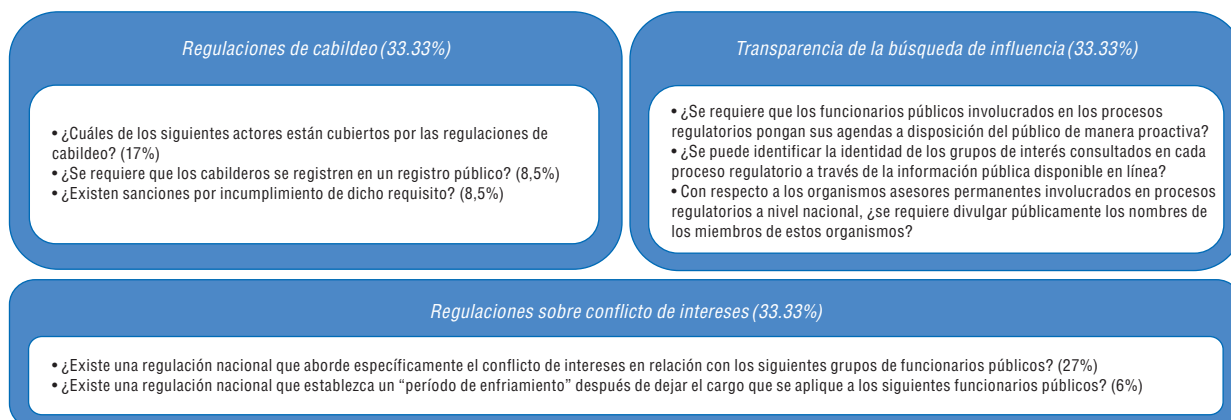 Regulaciones de cabildeo (33.33%)
• ¿Cuáles de los siguientes actores están cubiertos por las regulaciones de
cabildeo? (17%)
• ¿Se requiere que los cabilderos se registren en un registro público? (8,5%)
• ¿Existen sanciones por incumplimiento de dicho requisito? (8,5%)
Transparencia de la búsqueda de influencia (33.33%)
• ¿Se requiere que los funcionarios públicos involucrados en los procesos
regulatorios pongan sus agendas a disposición del público de manera proactiva?
• ¿Se puede identificar la identidad de los grupos de interés consultados en cada
proceso regulatorio a través de la información pública disponible en línea?
• Con respecto a los organismos asesores permanentes involucrados en procesos
regulatorios a nivel nacional, ¿se requiere divulgar públicamente los nombres de
los miembros de estos organismos?
Regulaciones sobre conflicto de intereses (33.33%)
• ¿Existe una regulación nacional que aborde específicamente el conflicto de intereses en relación con los siguientes grupos de funcionarios públicos? (27%)
• ¿Existe una regulación nacional que establezca un “período de enfriamiento” después de dejar el cargo que se aplique a los siguientes funcionarios públicos? (6%)